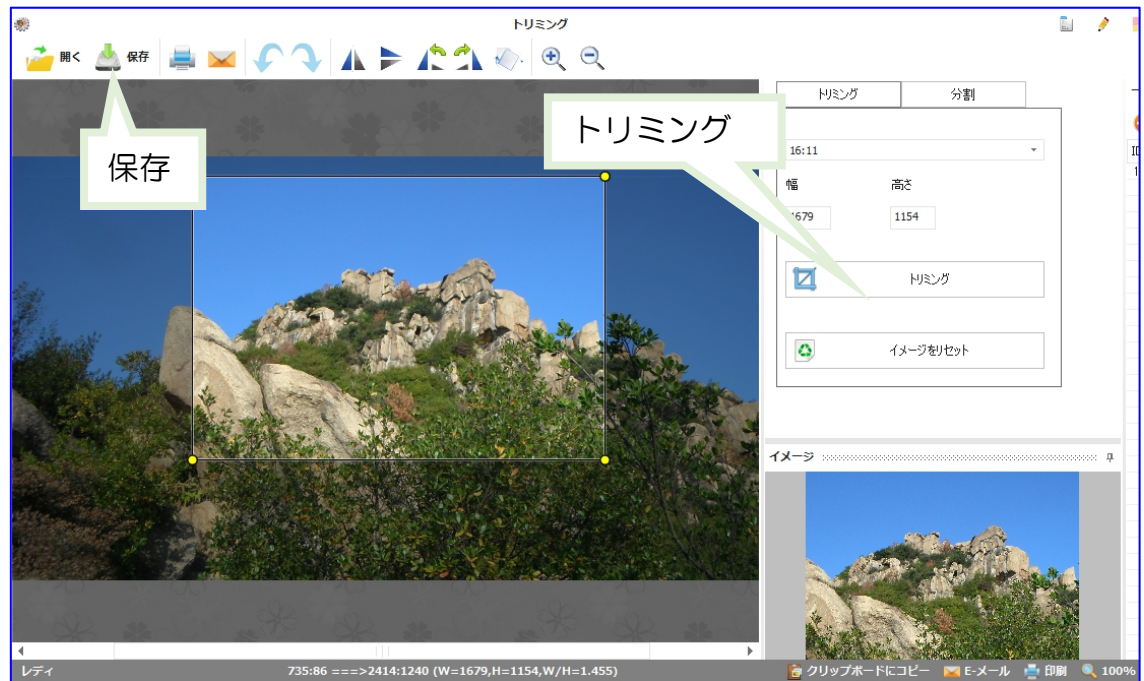 トリミング
開く 保存
トリミング 分割
保存
トリミング
16:11
幅 高さ
1154
トリミング
イメージをリセット
イメージ
レディ 735:86 ===>2414:1240 (W=1679,H=1154,W/H=1.455) クリップボードにコピー E-メール 印刷 100%